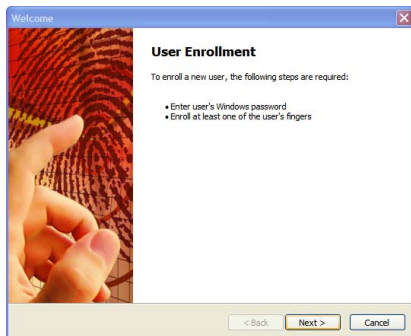 Welcome
User Enrollment
To enroll a new user, the following steps are required:
• Enter user's Windows password
• Enroll at least one of the user's fingers
< Back
Next >
Cancel